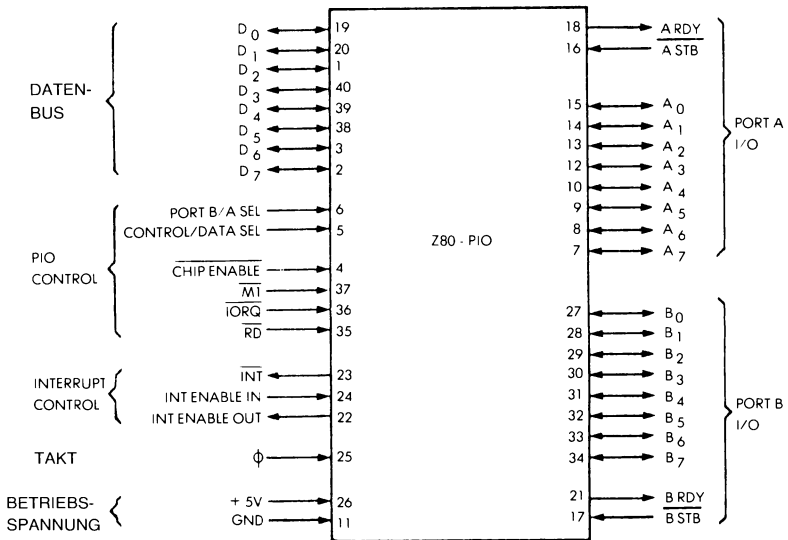 DATEN-
BUS
D0 19
D1 20
D2 1
D3 40
D4 39
D5 38
D6 3
D7 2
PIO
CONTROL
PORT B/A SEL 6
CONTROL/DATA SEL 5
CHIP ENABLE 4
M1 37
IORQ 36
RD 35
INTERRUPT
CONTROL
INT 23
INT ENABLE IN 24
INT ENABLE OUT 22
TAKT
ϕ 25
BETRIEBS-
SPANNUNG
+ 5V 26
GND 11
Z80 - PIO
18 A RDY
16 A STB
15 A0
14 A1
13 A2
12 A3
10 A4
9 A5
8 A6
7 A7
PORT A
I/O
27 B0
28 B1
29 B2
30 B3
31 B4
32 B5
33 B6
34 B7
21 B RDY
17 B STB
PORT B
I/O